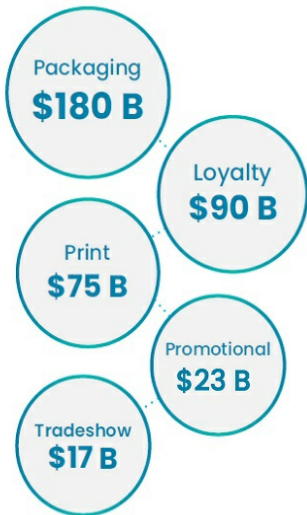 Packaging
$180 B
Loyalty
$90 B
Print
$75 B
Promotional
$23 B
Tradeshow
$17 B